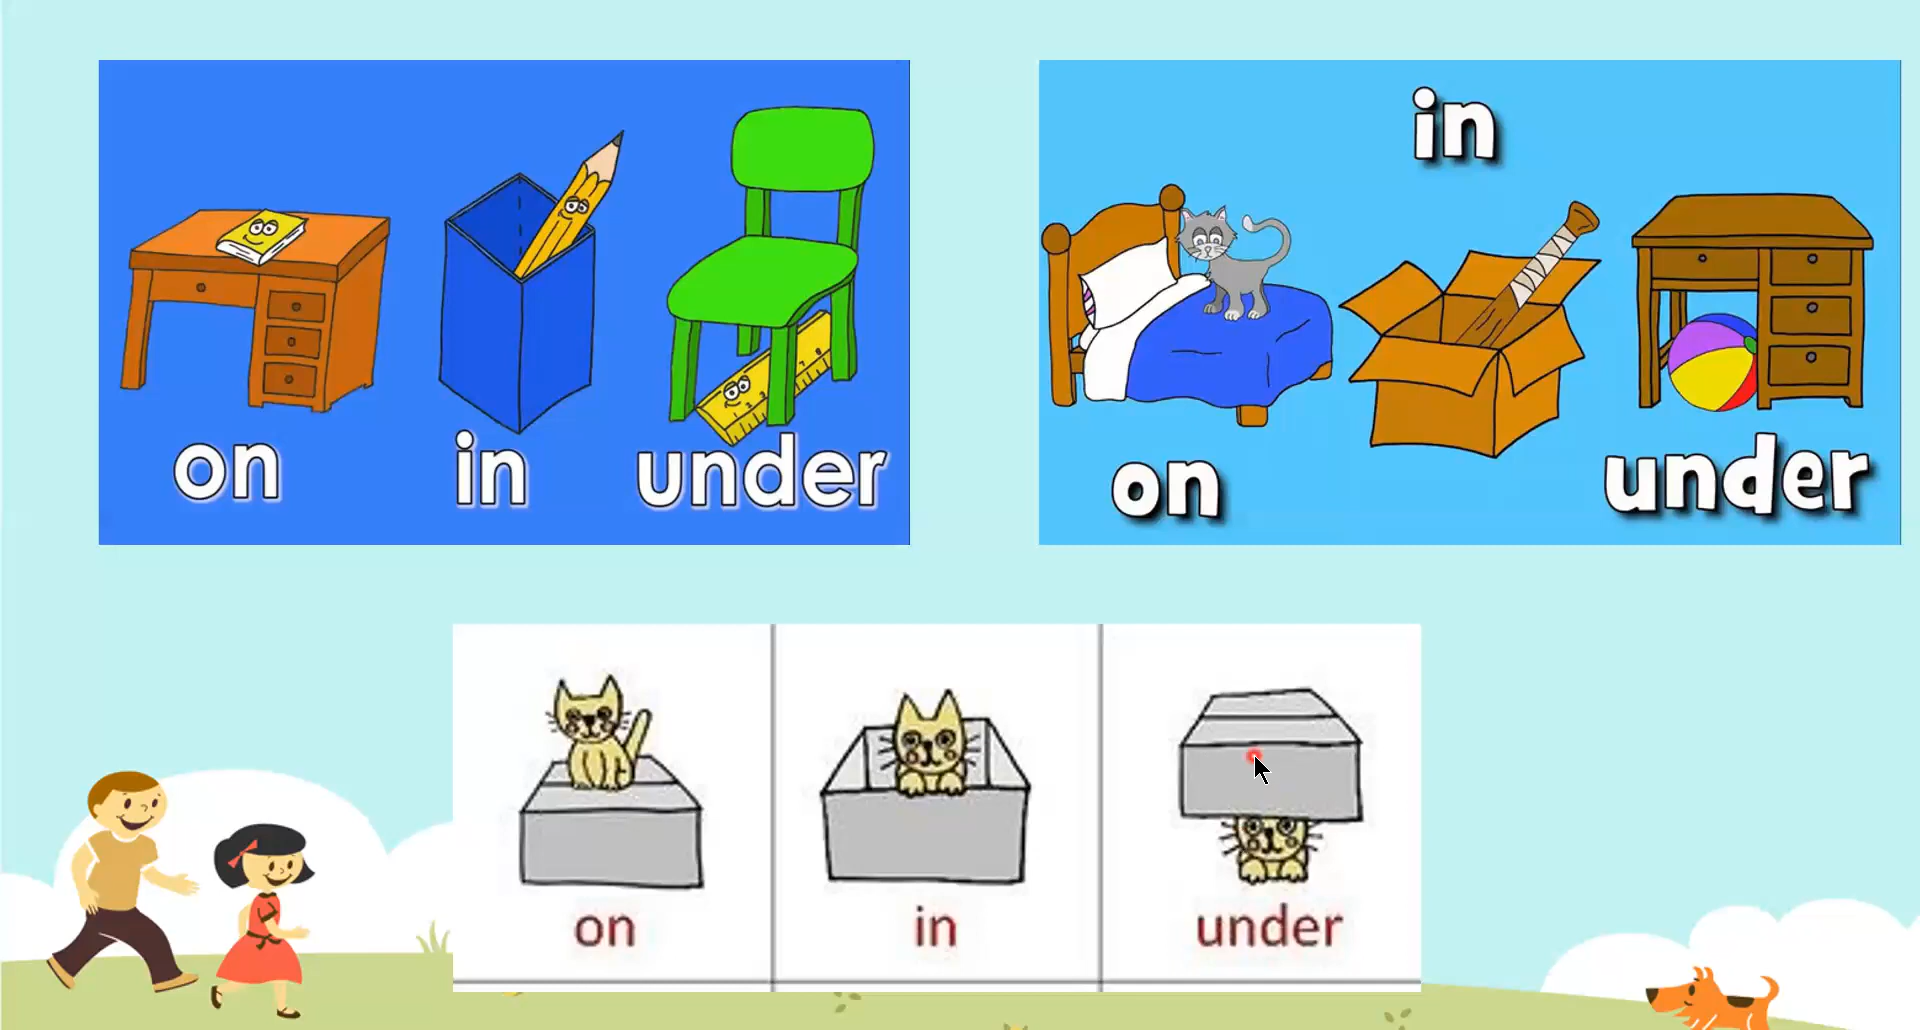 on in under
in
on
under
on in under